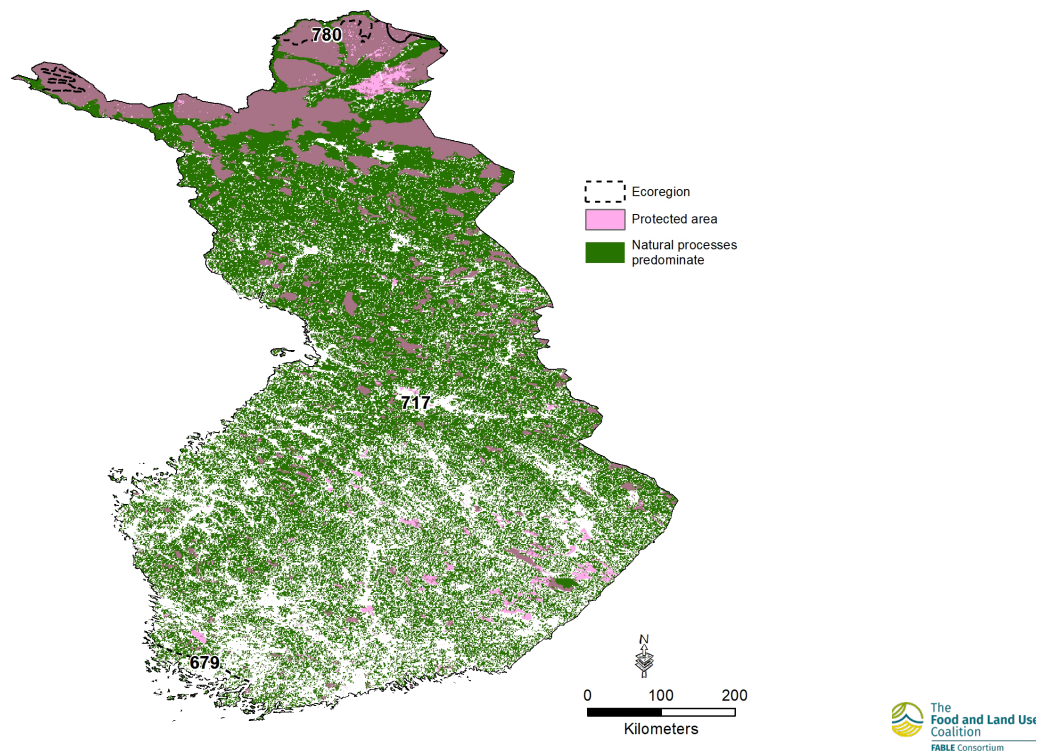 780
Ecoregion
Protected area
Natural processes
predominate
717
679
N
0 100 200
Kilometers
The
Food and Land Use
Coalition
FABLE Consortium